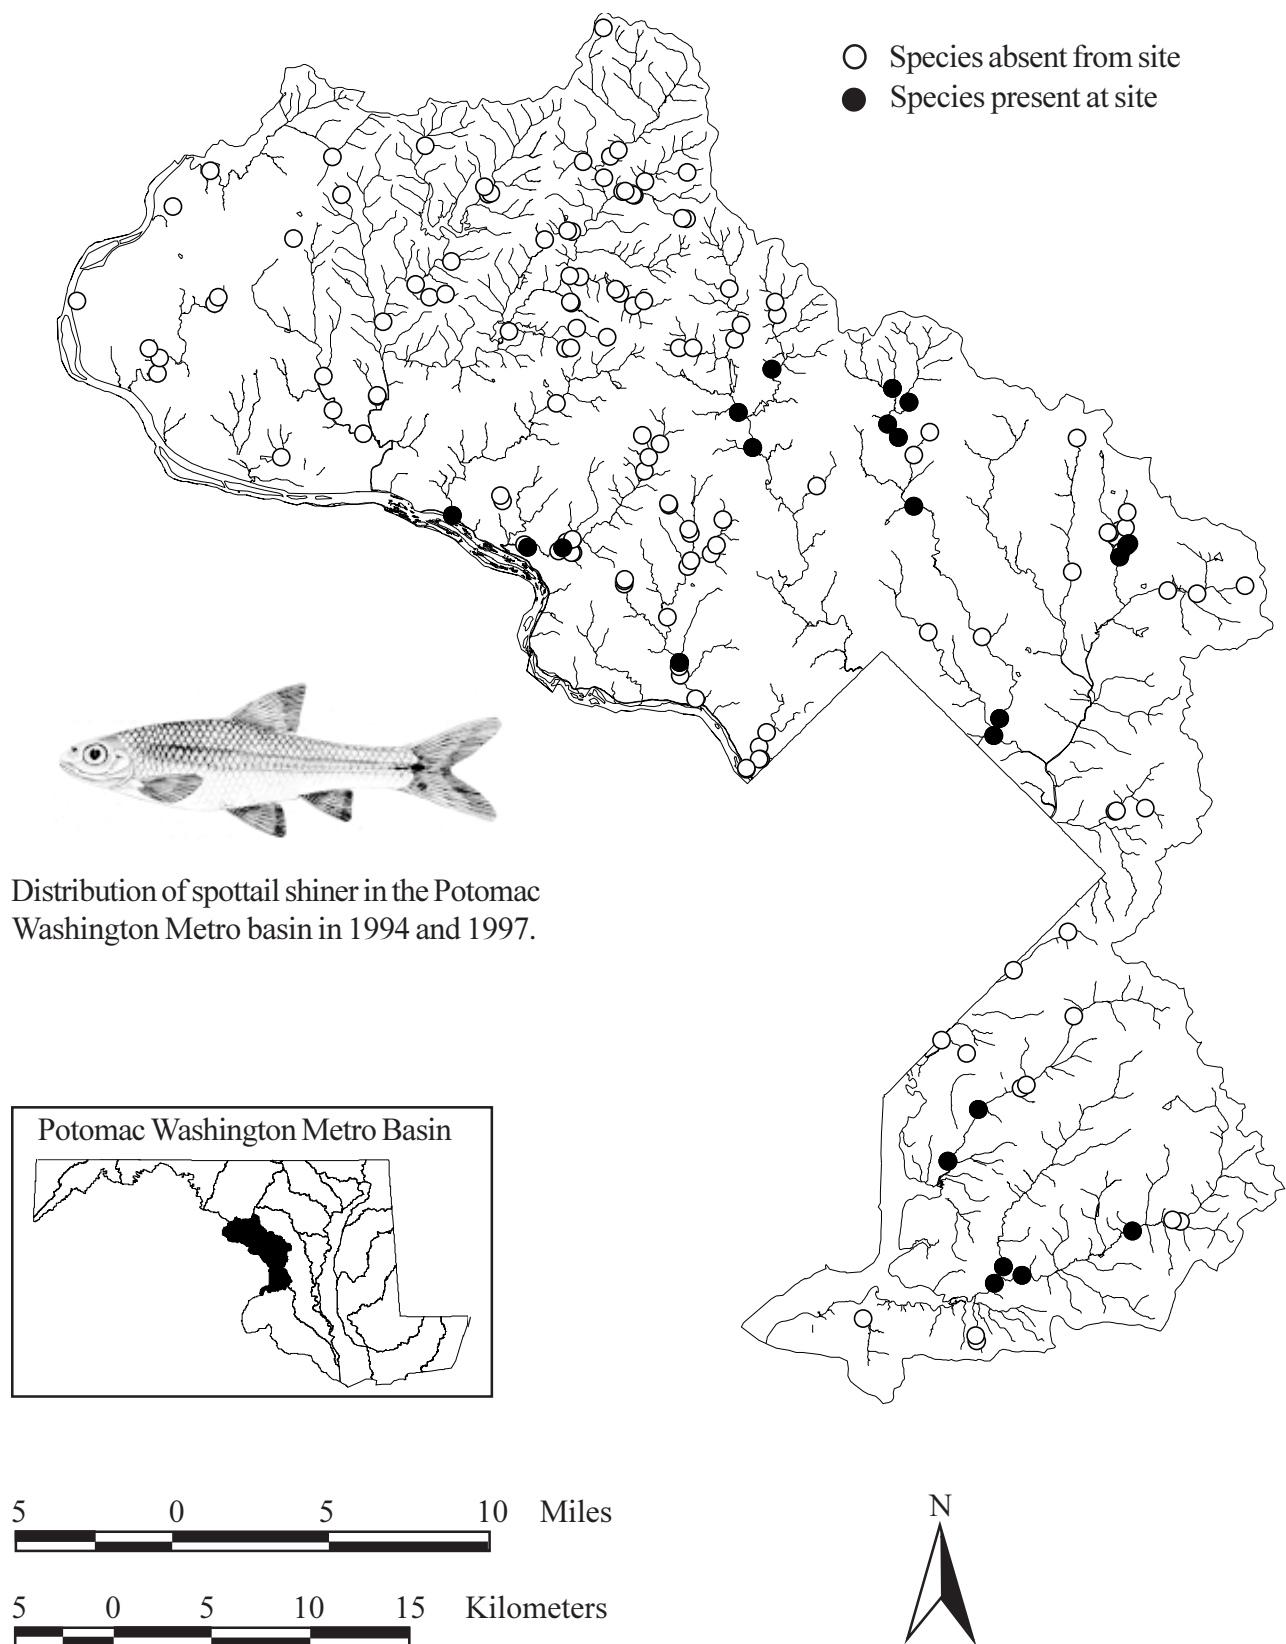 Species absent from site
Species present at site
Distribution of spottail shiner in the Potomac
Washington Metro basin in 1994 and 1997.
Potomac Washington Metro Basin
5 0 5 10 Miles
N
5 0 5 10 15 Kilometers